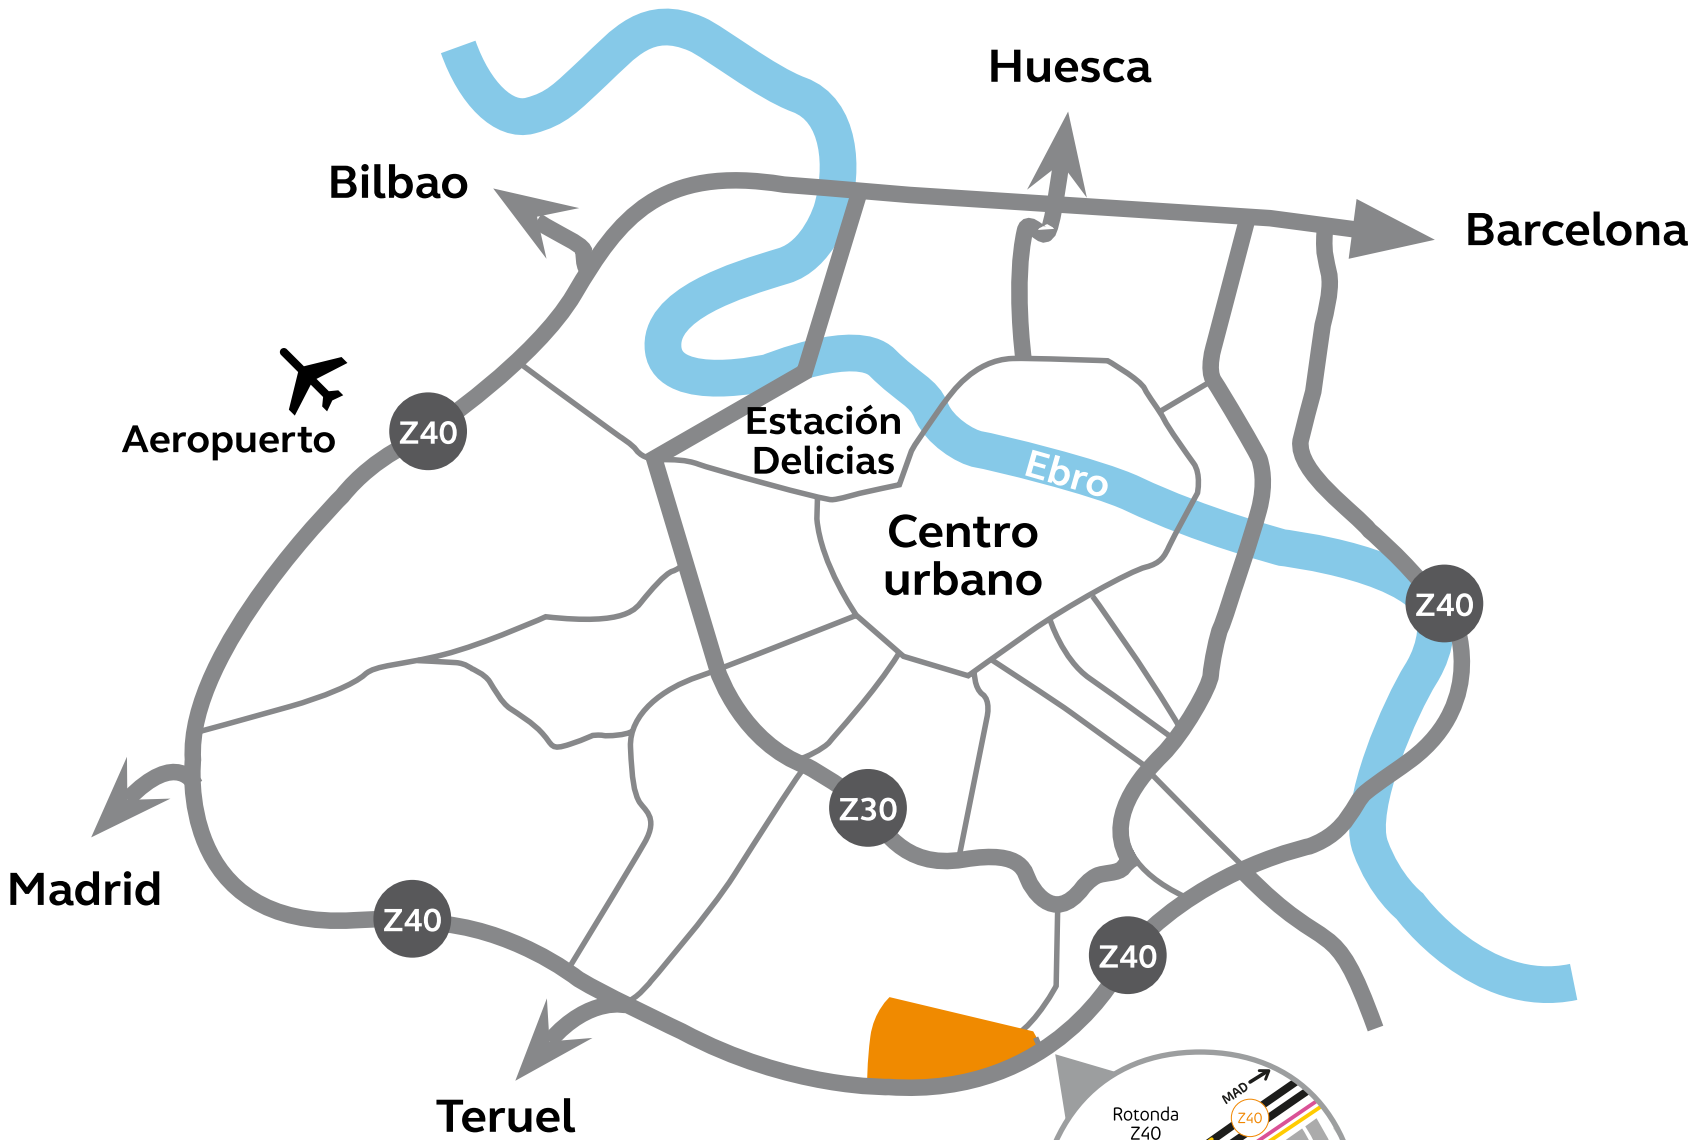 Huesca
Bilbao
Barcelona
Aeropuerto
Z40
Estación
Delicias
Ebro
Centro
urbano
Z40
Z30
Madrid
Z40
Z40
Teruel
MAD
Rotonda
Z40
Z40